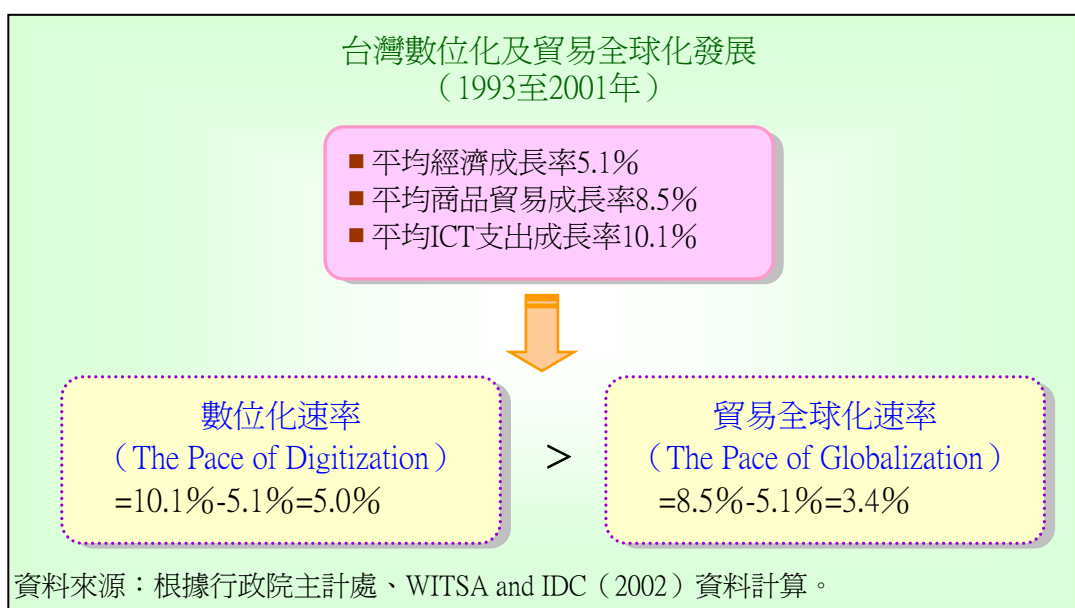 台灣數位化及貿易全球化發展
（1993至2001年）
■ 平均經濟成長率5.1%
■ 平均商品貿易成長率8.5%
■ 平均ICT支出成長率10.1%
數位化速率
（The Pace of Digitization）
=10.1%-5.1%=5.0%
>
貿易全球化速率
（The Pace of Globalization）
=8.5%-5.1%=3.4%
資料來源：根據行政院主計處、WITSA and IDC（2002）資料計算。